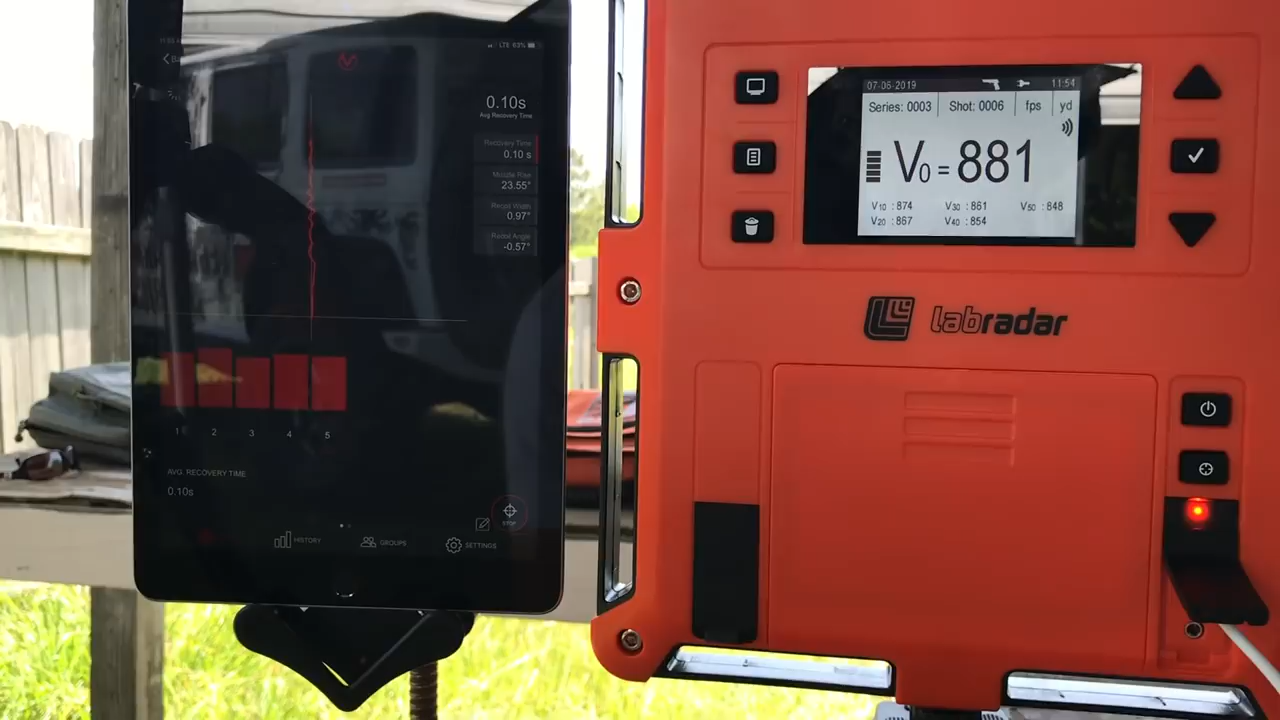 LTE 63%
0.10s
Avg Recovery Time
Recovery Time
0.10 s
Muzzle Rise
23.55°
Recoil Width
0.97°
Recoil Angle
-0.57°
1 2 3 4 5
AVG. RECOVERY TIME
0.10s
STOP
HISTORY GROUPS SETTINGS
07-06-2019 11:54
Series: 0003 Shot: 0006 fps yd
V0 = 881
V10 : 874 V30 : 861 V50 : 848
V20 : 867 V40 : 854
labradar